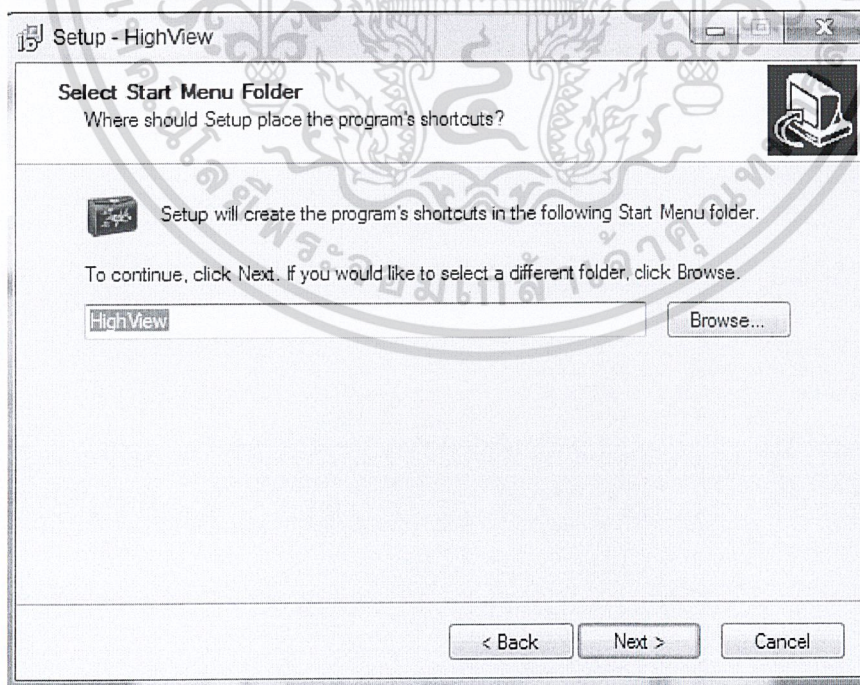 Setup - HighView
Select Start Menu Folder
Where should Setup place the program's shortcuts?
Setup will create the program's shortcuts in the following Start Menu folder.
To continue, click Next. If you would like to select a different folder, click Browse.
HighView
Browse...
< Back
Next >
Cancel